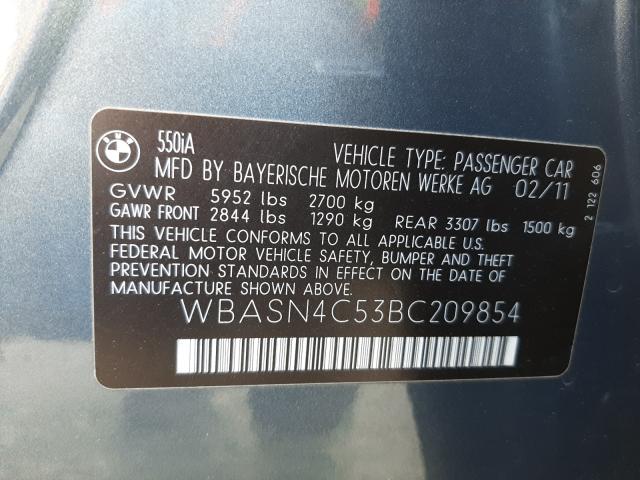 BMW
550iA
VEHICLE TYPE: PASSENGER CAR
MFD BY BAYERISCHE MOTOREN WERKE AG 02/11
GVWR 5952 lbs 2700 kg
GAWR FRONT 2844 lbs 1290 kg REAR 3307 lbs 1500 kg
THIS VEHICLE CONFORMS TO ALL APPLICABLE U.S.
FEDERAL MOTOR VEHICLE SAFETY, BUMPER AND THEFT
PREVENTION STANDARDS IN EFFECT ON THE DATE OF
MANUFACTURE SHOWN ABOVE.
WBASN4C53BC209854
2 122 606